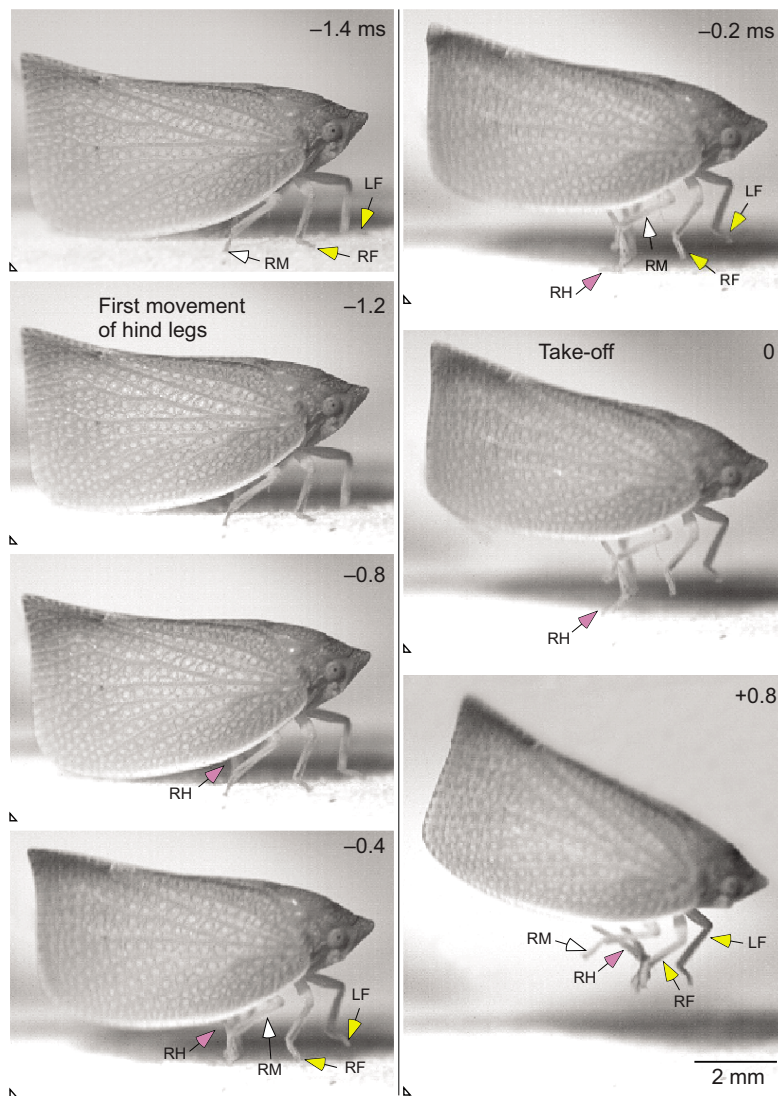 –1.4 ms
LF
RM
RF
First movement
of hind legs
–1.2
–0.8
RH
–0.4
LF
RH
RM
RF
–0.2 ms
LF
RM
RF
RH
Take-off
0
RH
+0.8
RM
LF
RH
RF
2 mm